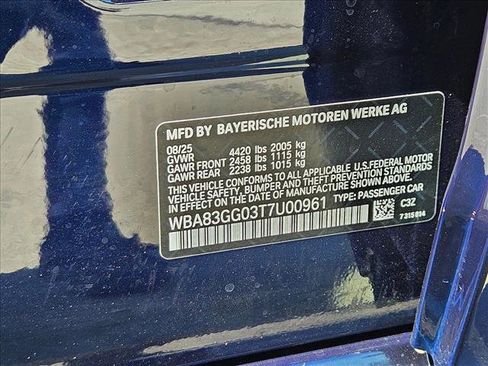 MFD BY BAYERISCHE MOTOREN WERKE AG
08/25
GVWR 4420 lbs 2005 kg
GAWR FRONT 2458 lbs 1115 kg
GAWR REAR 2238 lbs 1015 kg
THIS VEHICLE CONFORMS TO ALL APPLICABLE U.S.FEDERAL MOTOR
VEHICLE SAFETY, BUMPER AND THEFT PREVENTION STANDARDS IN
EFFECT ON THE DATE OF MANUFACTURE SHOWN ABOVE.
WBA83GG03T7U00961 TYPE: PASSENGER CAR
C3Z
7 315 814